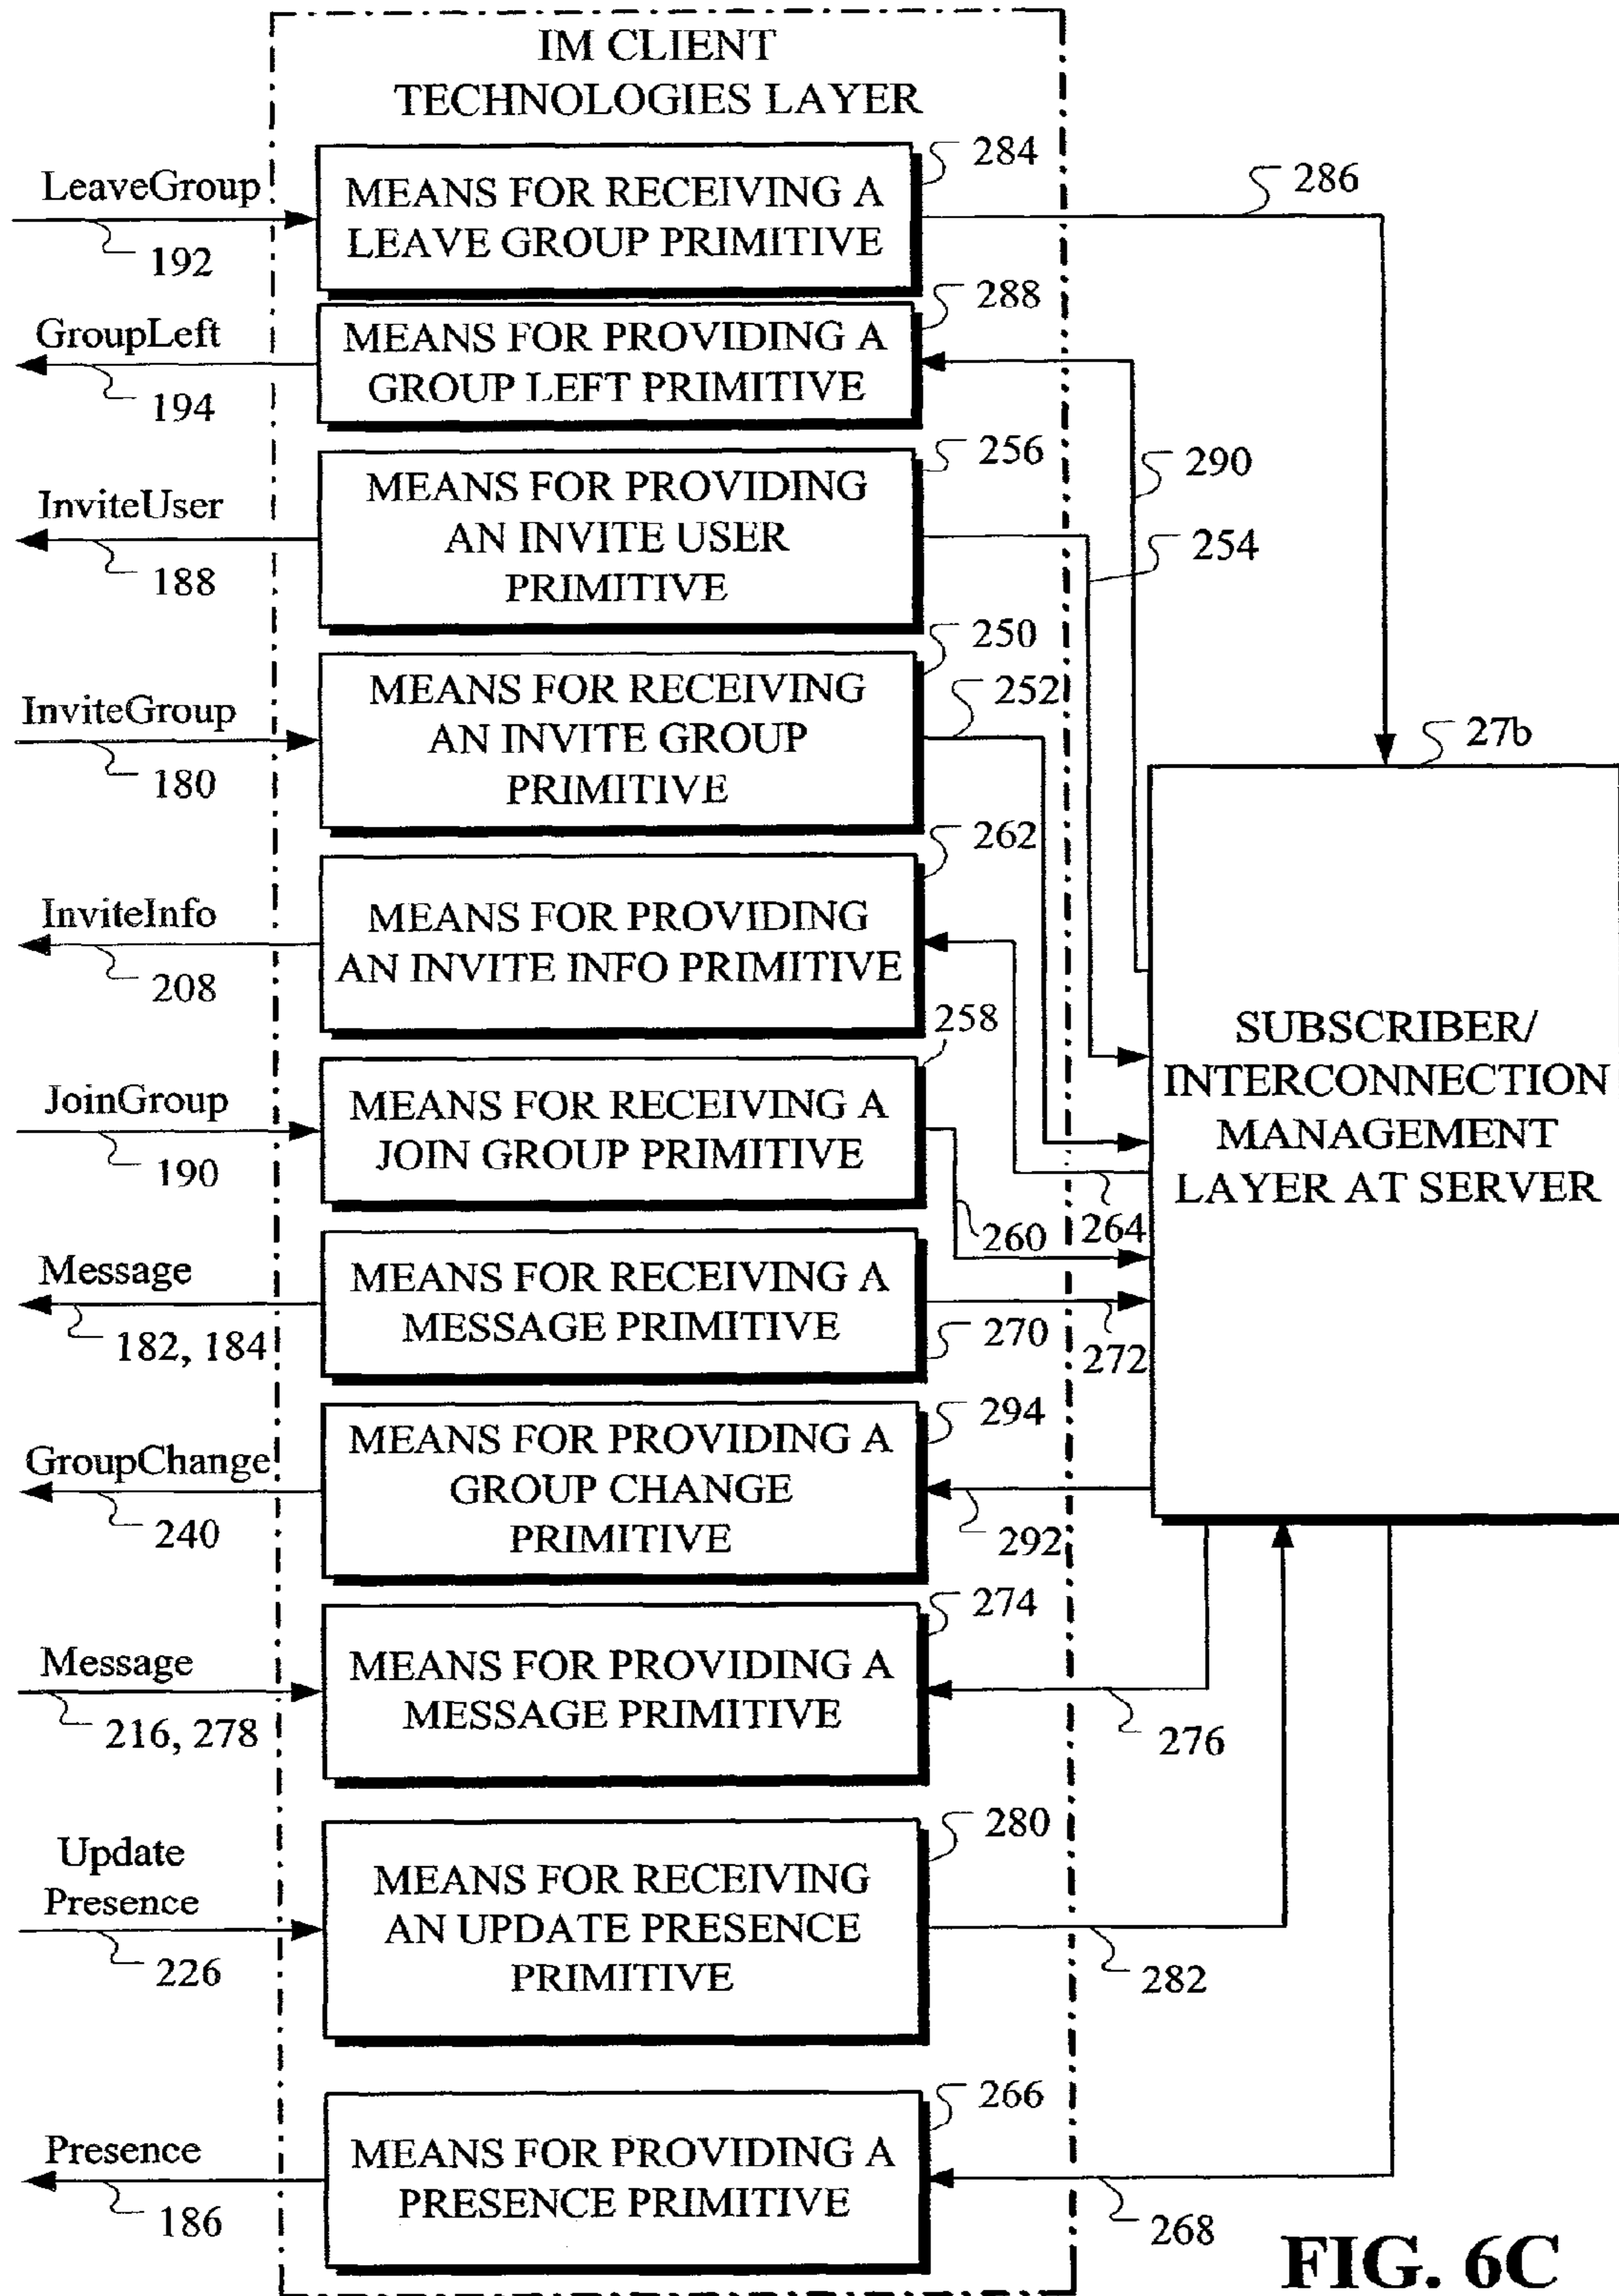 IM CLIENT
TECHNOLOGIES LAYER
LeaveGroup
192
MEANS FOR RECEIVING A
LEAVE GROUP PRIMITIVE
284
286
GroupLeft
194
MEANS FOR PROVIDING A
GROUP LEFT PRIMITIVE
288
290
InviteUser
188
MEANS FOR PROVIDING
AN INVITE USER
PRIMITIVE
256
254
InviteGroup
180
MEANS FOR RECEIVING
AN INVITE GROUP
PRIMITIVE
250
252
27b
SUBSCRIBER/
INTERCONNECTION
MANAGEMENT
LAYER AT SERVER
InviteInfo
208
MEANS FOR PROVIDING
AN INVITE INFO PRIMITIVE
262
264
JoinGroup
190
MEANS FOR RECEIVING A
JOIN GROUP PRIMITIVE
258
260
Message
182, 184
MEANS FOR RECEIVING A
MESSAGE PRIMITIVE
270
272
GroupChange
240
MEANS FOR PROVIDING A
GROUP CHANGE
PRIMITIVE
294
292
Message
216, 278
MEANS FOR PROVIDING A
MESSAGE PRIMITIVE
274
276
Update
Presence
226
MEANS FOR RECEIVING
AN UPDATE PRESENCE
PRIMITIVE
280
282
Presence
186
MEANS FOR PROVIDING A
PRESENCE PRIMITIVE
266
268
FIG. 6C